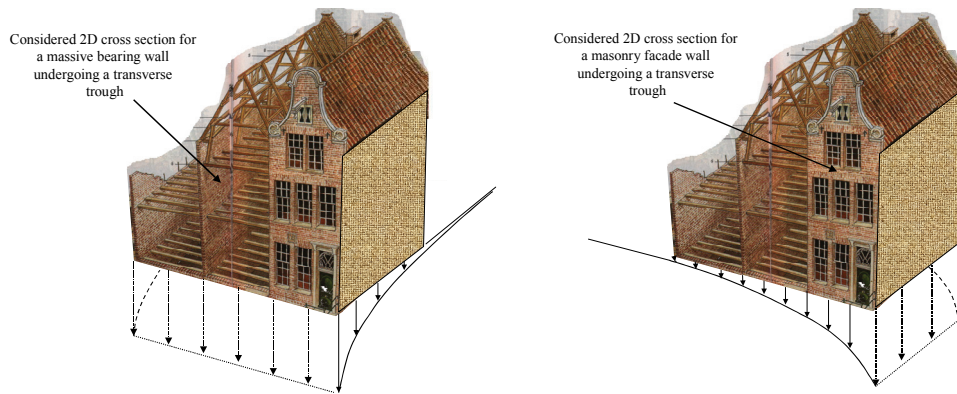 Considered 2D cross section for
a massive bearing wall
undergoing a transverse
trough
Considered 2D cross section for
a masonry facade wall
undergoing a transverse
trough